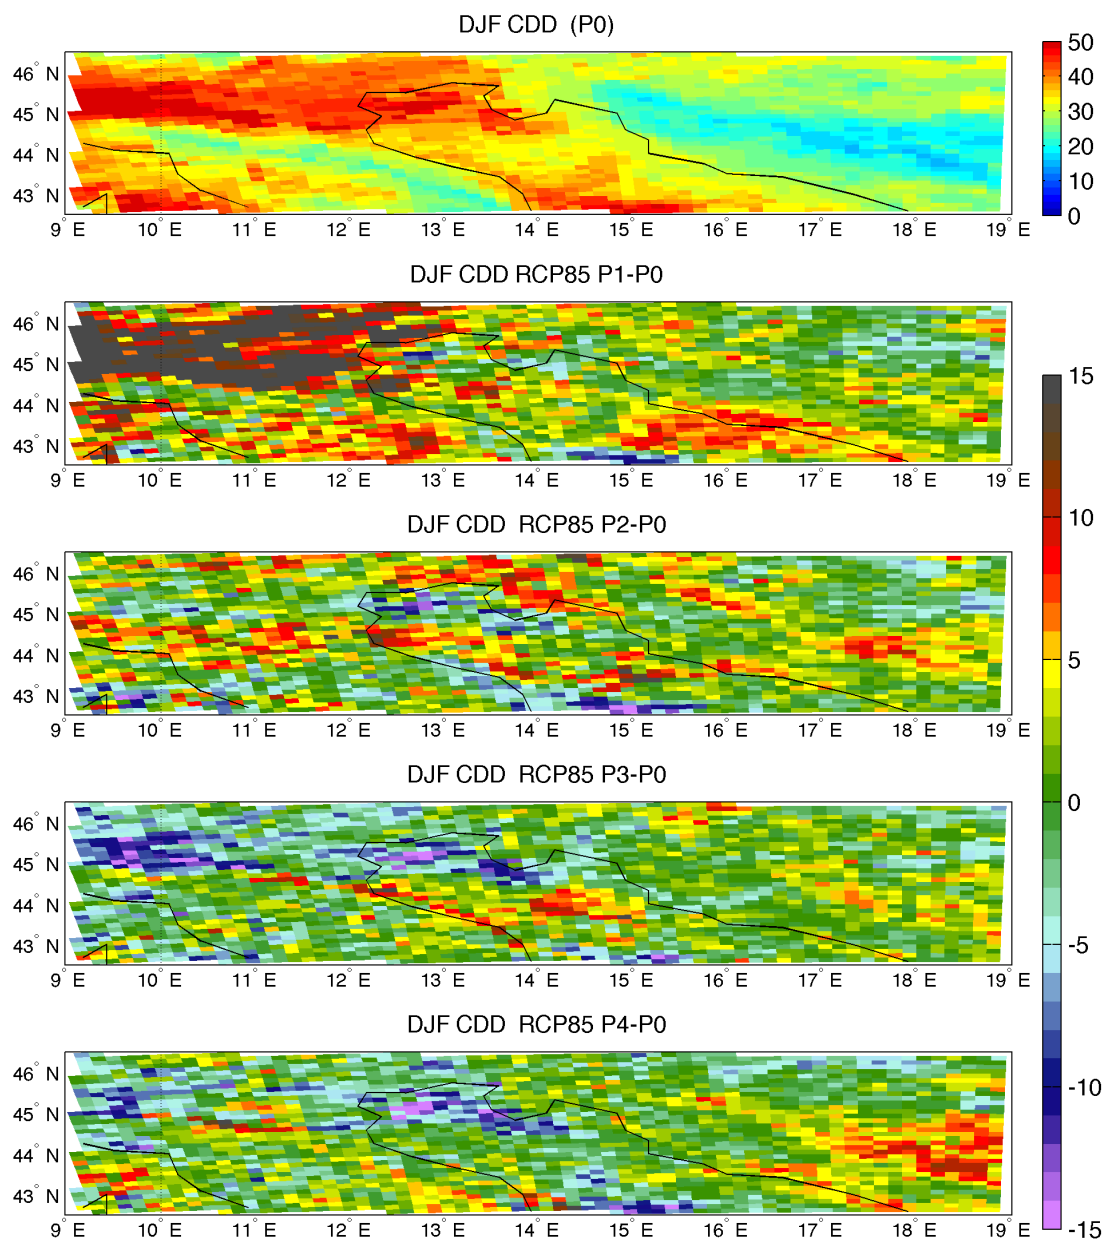 DJF CDD (P0)
46° N
45° N
44° N
43° N
9° E 10° E 11° E 12° E 13° E 14° E 15° E 16° E 17° E 18° E 19° E
50
40
30
20
10
0
DJF CDD RCP85 P1-P0
46° N
45° N
44° N
43° N
9° E 10° E 11° E 12° E 13° E 14° E 15° E 16° E 17° E 18° E 19° E
DJF CDD RCP85 P2-P0
46° N
45° N
44° N
43° N
9° E 10° E 11° E 12° E 13° E 14° E 15° E 16° E 17° E 18° E 19° E
DJF CDD RCP85 P3-P0
46° N
45° N
44° N
43° N
9° E 10° E 11° E 12° E 13° E 14° E 15° E 16° E 17° E 18° E 19° E
DJF CDD RCP85 P4-P0
46° N
45° N
44° N
43° N
9° E 10° E 11° E 12° E 13° E 14° E 15° E 16° E 17° E 18° E 19° E
15
10
5
0
-5
-10
-15